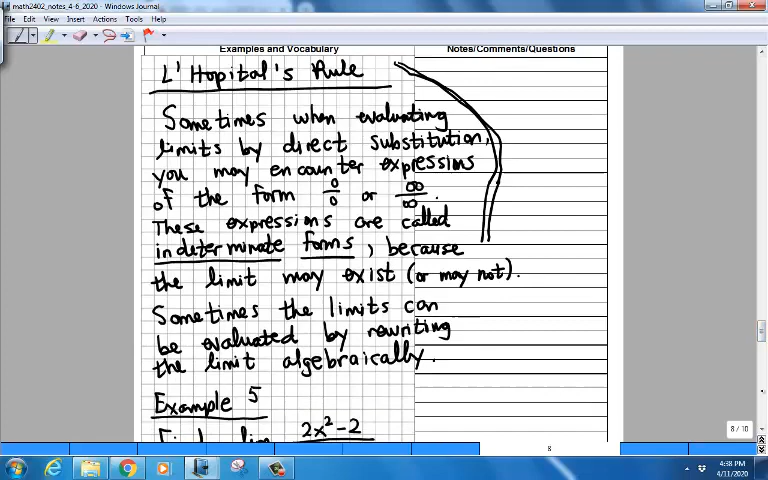 math2402_notes_4-6_2020 - Windows Journal
File Edit View Insert Actions Tools Help
Examples and Vocabulary Notes/Comments/Questions
L'Hopital's Rule
Sometimes when evaluating
limits by direct substitution,
you may encounter expressions
of the form 0/0 or ∞/∞.
These expressions are called
indeterminate forms, because
the limit may exist (or may not).
Sometimes the limits can
be evaluated by rewriting
the limit algebraically.
Example 5
Find lim 2x² - 2
8 / 10
8
4:38 PM
4/11/2020